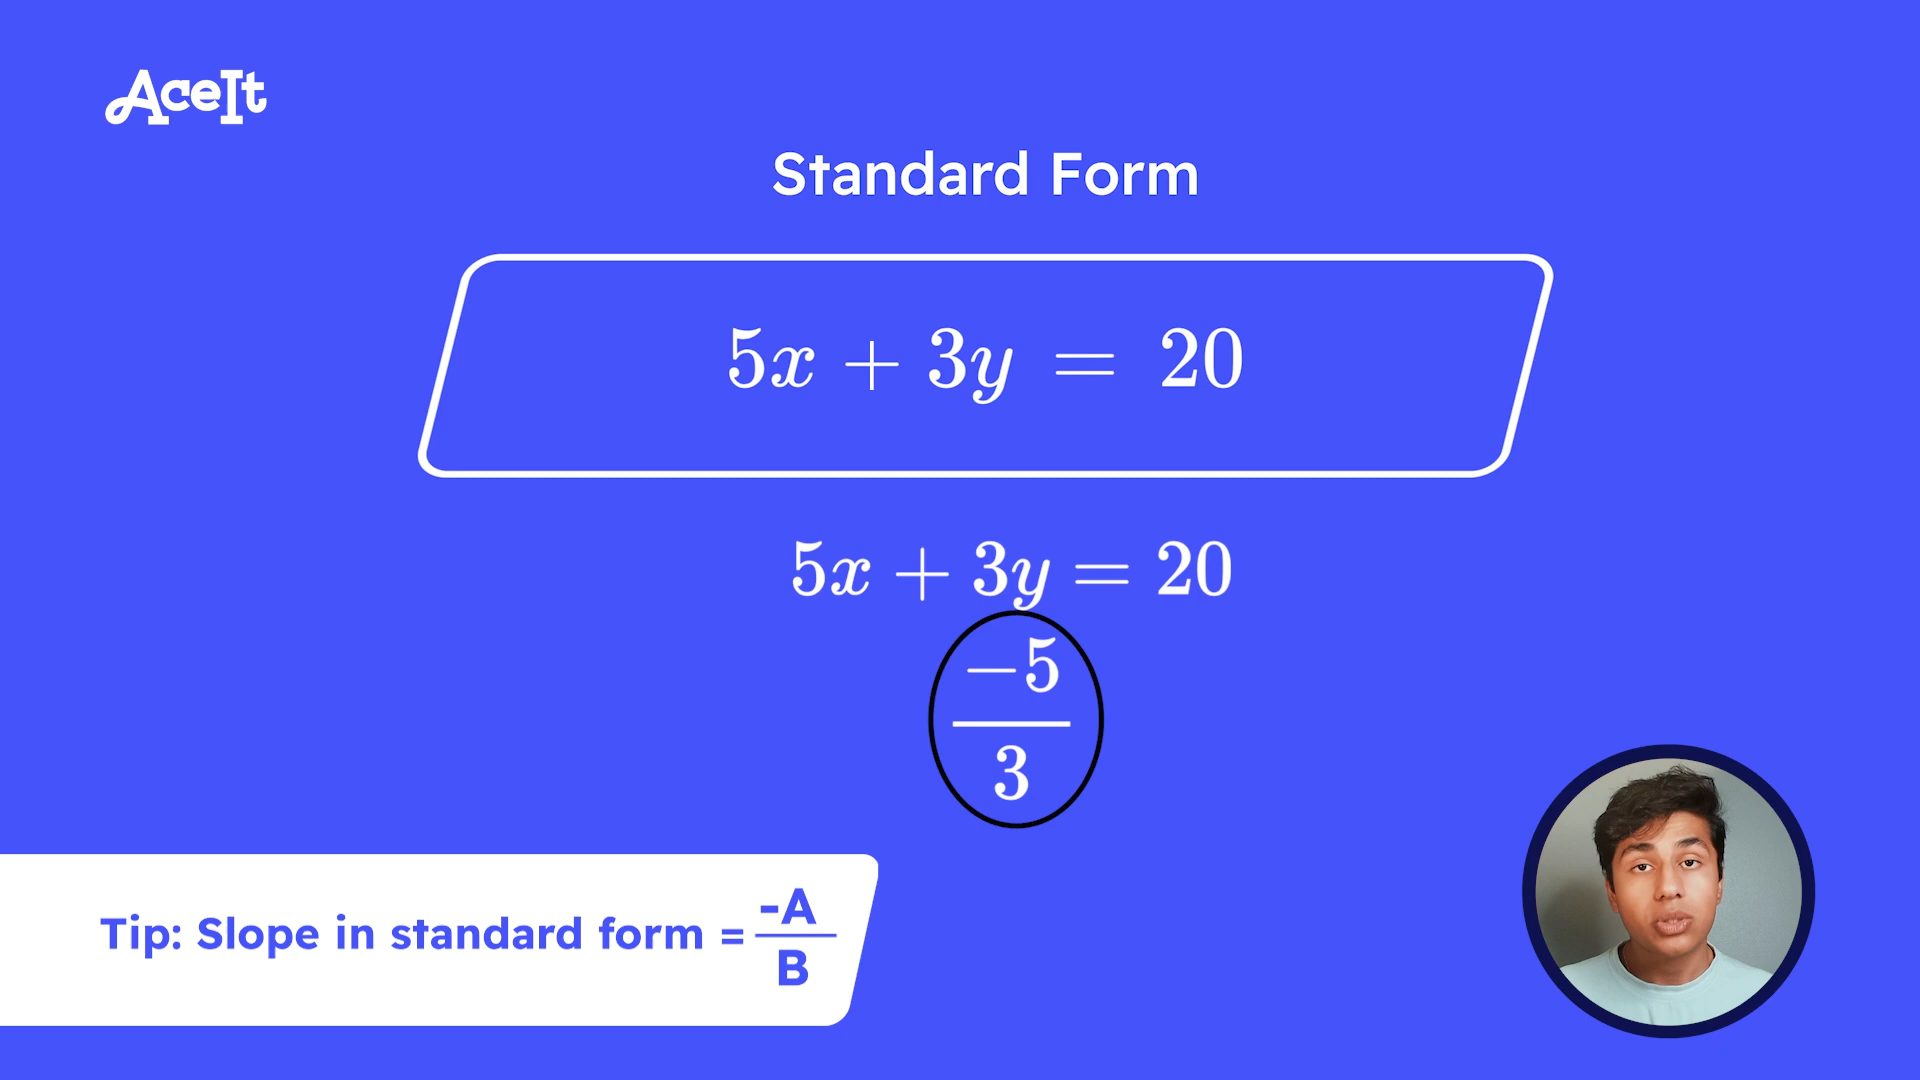 AceIt
Standard Form
5x + 3y = 20
5x + 3y = 20
-5
3
Tip: Slope in standard form = -A
B